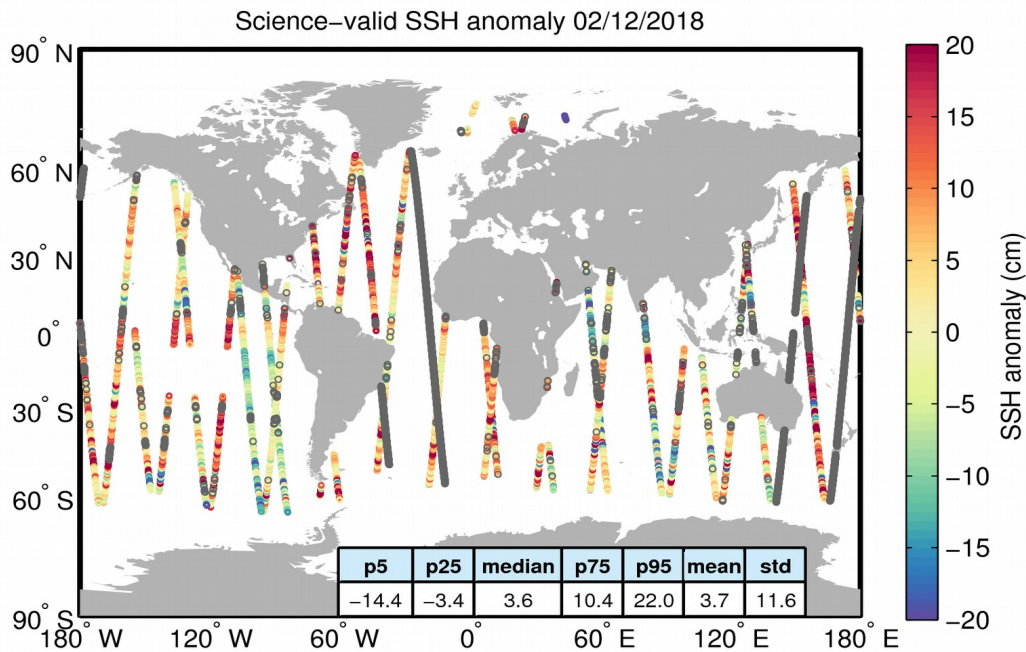 Science−valid SSH anomaly 02/12/2018
90° N
60° N
30° N
0°
30° S
60° S
90° S
180° W
120° W
60° W
0°
60° E
120° E
180° E
p5 p25 median p75 p95 mean std
−14.4 −3.4 3.6 10.4 22.0 3.7 11.6
20
15
10
5
0
−5
−10
−15
−20
SSH anomaly (cm)